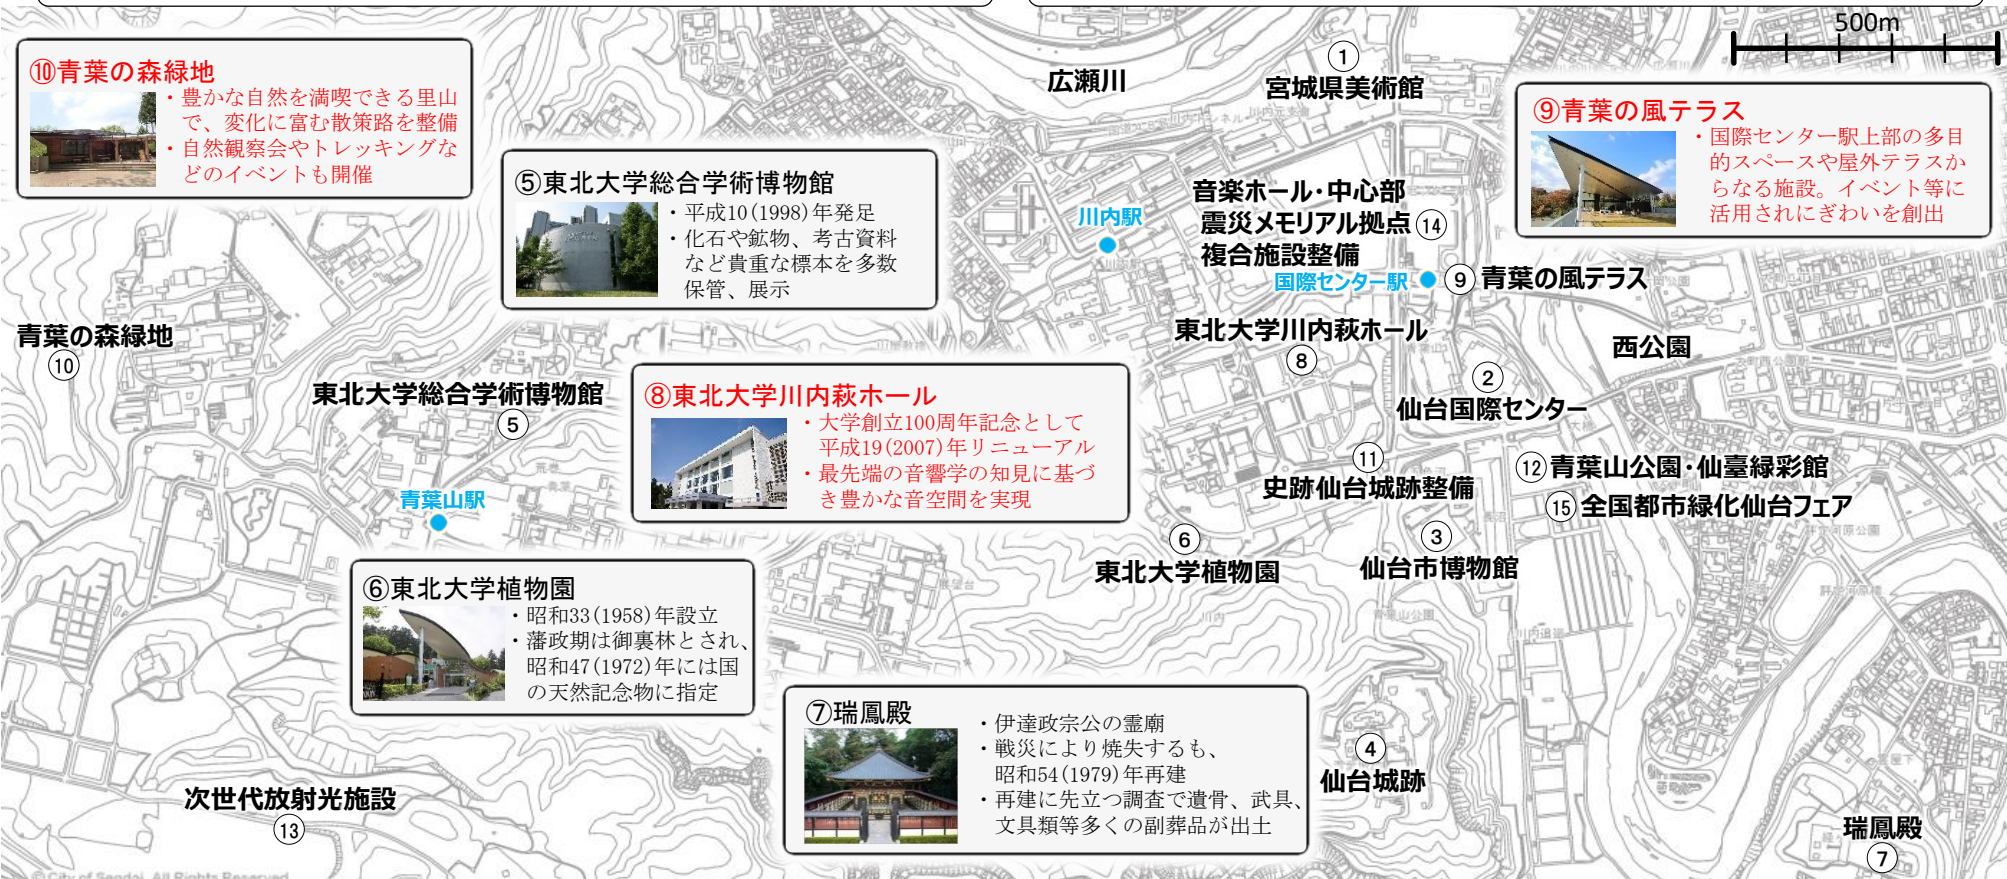 500m
①
宮城県美術館
広瀬川
⑩青葉の森緑地
・豊かな自然を満喫できる里山
で、変化に富む散策路を整備
・自然観察会やトレッキングな
どのイベントも開催
⑨青葉の風テラス
・国際センター駅上部の多目
的スペースや屋外テラスか
らなる施設。イベント等に
活用されにぎわいを創出
⑤東北大学総合学術博物館
・平成10(1998)年発足
・化石や鉱物、考古資料
など貴重な標本を多数
保管、展示
川内駅
音楽ホール・中心部
震災メモリアル拠点⑭
複合施設整備
国際センター駅
⑨青葉の風テラス
青葉の森緑地
⑩
東北大学川内萩ホール
⑧
西公園
②
仙台国際センター
東北大学総合学術博物館
⑤
⑧東北大学川内萩ホール
・大学創立100周年記念として
平成19(2007)年リニューアル
・最先端の音響学の知見に基づ
き豊かな音空間を実現
⑪
史跡仙台城跡整備
⑫青葉山公園・仙臺緑彩館
⑮全国都市緑化仙台フェア
青葉山駅
⑥
東北大学植物園
③
仙台市博物館
⑥東北大学植物園
・昭和33(1958)年設立
・藩政期は御裏林とされ、
昭和47(1972)年には国
の天然記念物に指定
展望台
川内
青葉山公園
川内追廻
⑦瑞鳳殿
・伊達政宗公の霊廟
・戦災により焼失するも、
昭和54(1979)年再建
・再建に先立つ調査で遺骨、武具、
文具類等多くの副葬品が出土
④
仙台城跡
次世代放射光施設
⑬
瑞鳳殿
⑦
© City of Sendai, All Rights Reserved